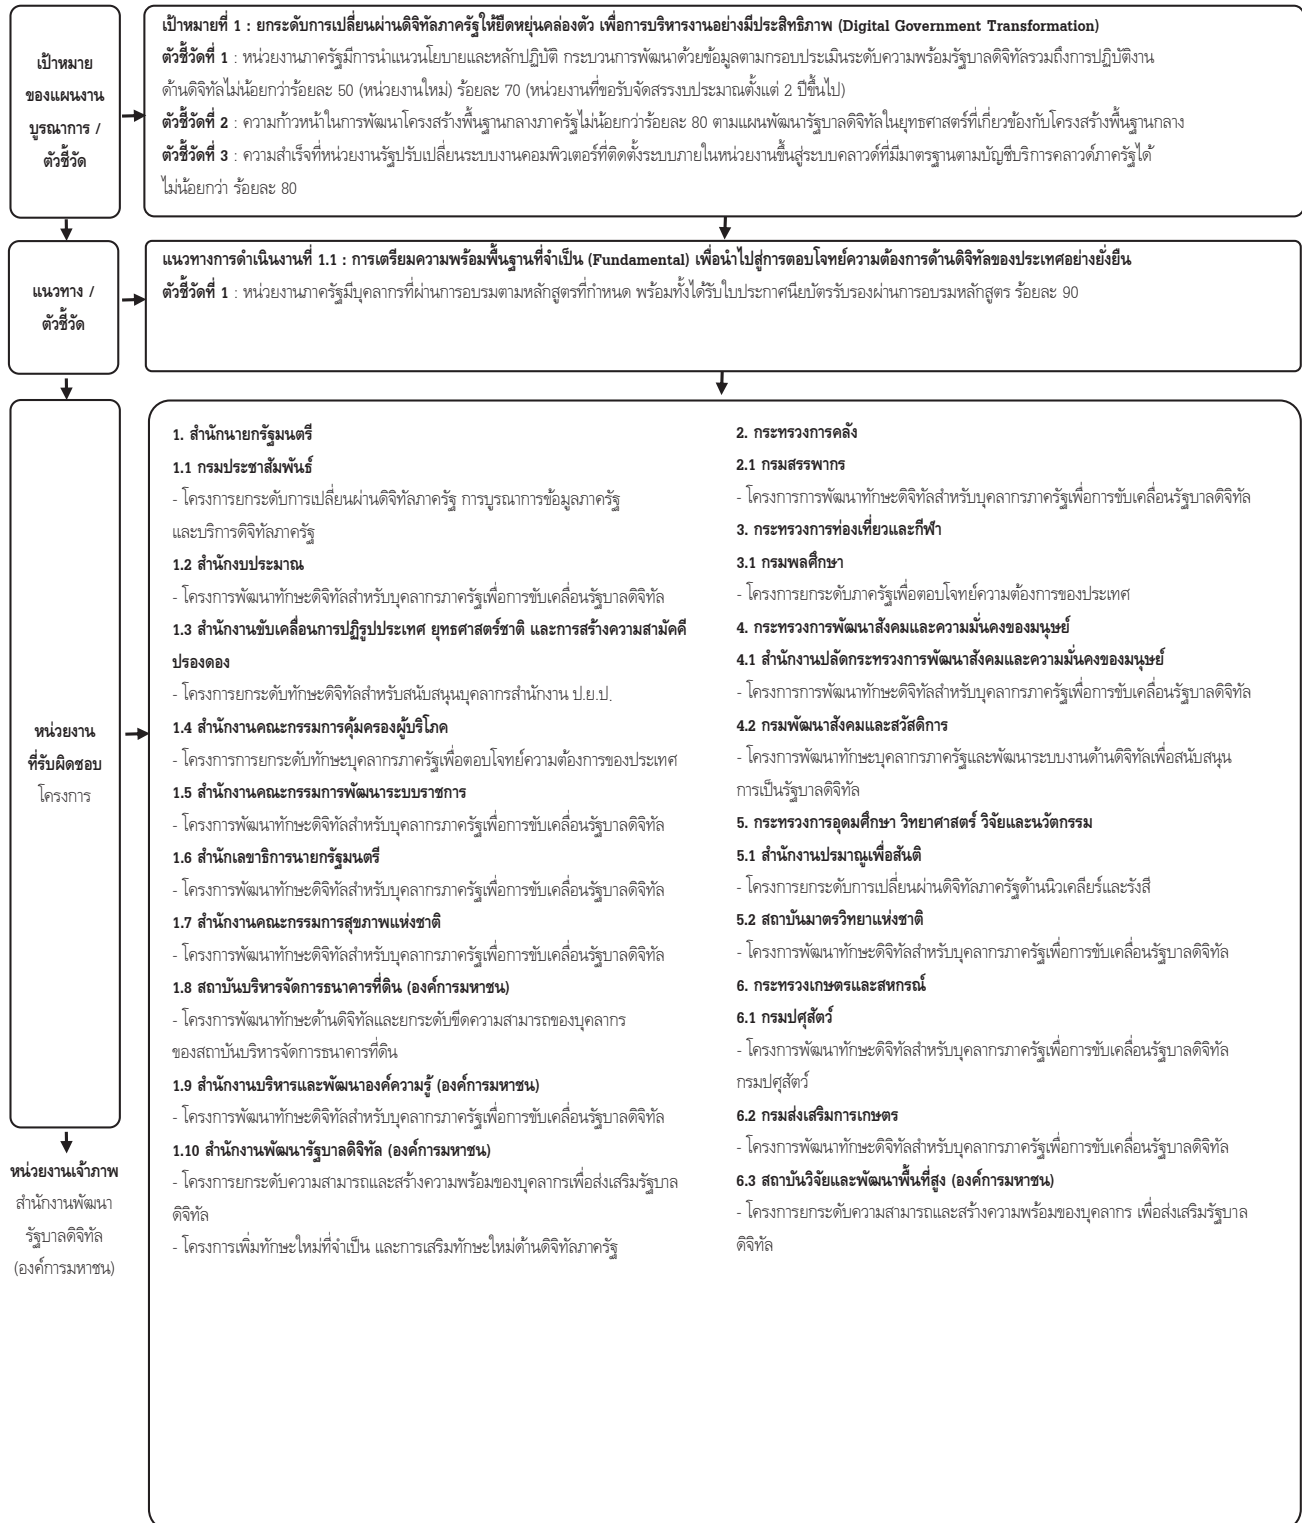 เป้าหมาย
ของแผนงาน
บูรณาการ /
ตัวชี้วัด
เป้าหมายที่ 1 : ยกระดับการเปลี่ยนผ่านดิจิทัลภาครัฐให้ยืดหยุ่นคล่องตัว เพื่อการบริหารงานอย่างมีประสิทธิภาพ (Digital Government Transformation)
ตัวชี้วัดที่ 1 : หน่วยงานภาครัฐมีการนำแนวนโยบายและหลักปฏิบัติ กระบวนการพัฒนาด้วยข้อมูลตามกรอบประเมินระดับความพร้อมรัฐบาลดิจิทัลรวมถึงการปฏิบัติงาน
ด้านดิจิทัลไม่น้อยกว่าร้อยละ 50 (หน่วยงานใหม่) ร้อยละ 70 (หน่วยงานที่ขอรับจัดสรรงบประมาณตั้งแต่ 2 ปีขึ้นไป)
ตัวชี้วัดที่ 2 : ความก้าวหน้าในการพัฒนาโครงสร้างพื้นฐานกลางภาครัฐไม่น้อยกว่าร้อยละ 80 ตามแผนพัฒนารัฐบาลดิจิทัลในยุทธศาสตร์ที่เกี่ยวข้องกับโครงสร้างพื้นฐานกลาง
ตัวชี้วัดที่ 3 : ความสำเร็จที่หน่วยงานรัฐปรับเปลี่ยนระบบงานคอมพิวเตอร์ที่ติดตั้งระบบภายในหน่วยงานขึ้นสู่ระบบคลาวด์ที่มีมาตรฐานตามบัญชีบริการคลาวด์ภาครัฐได้
ไม่น้อยกว่า ร้อยละ 80
แนวทาง /
ตัวชี้วัด
แนวทางการดำเนินงานที่ 1.1 : การเตรียมความพร้อมพื้นฐานที่จำเป็น (Fundamental) เพื่อนำไปสู่การตอบโจทย์ความต้องการด้านดิจิทัลของประเทศอย่างยั่งยืน
ตัวชี้วัดที่ 1 : หน่วยงานภาครัฐมีบุคลากรที่ผ่านการอบรมตามหลักสูตรที่กำหนด พร้อมทั้งได้รับใบประกาศนียบัตรรับรองผ่านการอบรมหลักสูตร ร้อยละ 90
หน่วยงาน
ที่รับผิดชอบ
โครงการ
หน่วยงานเจ้าภาพ
สำนักงานพัฒนา
รัฐบาลดิจิทัล
(องค์การมหาชน)
1. สำนักนายกรัฐมนตรี
1.1 กรมประชาสัมพันธ์
- โครงการยกระดับการเปลี่ยนผ่านดิจิทัลภาครัฐ การบูรณาการข้อมูลภาครัฐ
และบริการดิจิทัลภาครัฐ
1.2 สำนักงบประมาณ
- โครงการพัฒนาทักษะดิจิทัลสำหรับบุคลากรภาครัฐเพื่อการขับเคลื่อนรัฐบาลดิจิทัล
1.3 สำนักงานขับเคลื่อนการปฏิรูปประเทศ ยุทธศาสตร์ชาติ และการสร้างความสามัคคี
ปรองดอง
- โครงการยกระดับทักษะดิจิทัลสำหรับสนับสนุนบุคลากรสำนักงาน ป.ย.ป.
1.4 สำนักงานคณะกรรมการคุ้มครองผู้บริโภค
- โครงการการยกระดับทักษะบุคลากรภาครัฐเพื่อตอบโจทย์ความต้องการของประเทศ
1.5 สำนักงานคณะกรรมการพัฒนาระบบราชการ
- โครงการพัฒนาทักษะดิจิทัลสำหรับบุคลากรภาครัฐเพื่อการขับเคลื่อนรัฐบาลดิจิทัล
1.6 สำนักเลขาธิการนายกรัฐมนตรี
- โครงการพัฒนาทักษะดิจิทัลสำหรับบุคลากรภาครัฐเพื่อการขับเคลื่อนรัฐบาลดิจิทัล
1.7 สำนักงานคณะกรรมการสุขภาพแห่งชาติ
- โครงการพัฒนาทักษะดิจิทัลสำหรับบุคลากรภาครัฐเพื่อการขับเคลื่อนรัฐบาลดิจิทัล
1.8 สถาบันบริหารจัดการธนาคารที่ดิน (องค์การมหาชน)
- โครงการพัฒนาทักษะด้านดิจิทัลและยกระดับขีดความสามารถของบุคลากร
ของสถาบันบริหารจัดการธนาคารที่ดิน
1.9 สำนักงานบริหารและพัฒนาองค์ความรู้ (องค์การมหาชน)
- โครงการพัฒนาทักษะดิจิทัลสำหรับบุคลากรภาครัฐเพื่อการขับเคลื่อนรัฐบาลดิจิทัล
1.10 สำนักงานพัฒนารัฐบาลดิจิทัล (องค์การมหาชน)
- โครงการยกระดับความสามารถและสร้างความพร้อมของบุคลากรเพื่อส่งเสริมรัฐบาล
ดิจิทัล
- โครงการเพิ่มทักษะใหม่ที่จำเป็น และการเสริมทักษะใหม่ด้านดิจิทัลภาครัฐ
2. กระทรวงการคลัง
2.1 กรมสรรพากร
- โครงการการพัฒนาทักษะดิจิทัลสำหรับบุคลากรภาครัฐเพื่อการขับเคลื่อนรัฐบาลดิจิทัล
3. กระทรวงการท่องเที่ยวและกีฬา
3.1 กรมพลศึกษา
- โครงการยกระดับภาครัฐเพื่อตอบโจทย์ความต้องการของประเทศ
4. กระทรวงการพัฒนาสังคมและความมั่นคงของมนุษย์
4.1 สำนักงานปลัดกระทรวงการพัฒนาสังคมและความมั่นคงของมนุษย์
- โครงการการพัฒนาทักษะดิจิทัลสำหรับบุคลากรภาครัฐเพื่อการขับเคลื่อนรัฐบาลดิจิทัล
4.2 กรมพัฒนาสังคมและสวัสดิการ
- โครงการพัฒนาทักษะบุคลากรภาครัฐและพัฒนาระบบงานด้านดิจิทัลเพื่อสนับสนุน
การเป็นรัฐบาลดิจิทัล
5. กระทรวงการอุดมศึกษา วิทยาศาสตร์ วิจัยและนวัตกรรม
5.1 สำนักงานปรมาณูเพื่อสันติ
- โครงการยกระดับการเปลี่ยนผ่านดิจิทัลภาครัฐด้านนิวเคลียร์และรังสี
5.2 สถาบันมาตรวิทยาแห่งชาติ
- โครงการพัฒนาทักษะดิจิทัลสำหรับบุคลากรภาครัฐเพื่อการขับเคลื่อนรัฐบาลดิจิทัล
6. กระทรวงเกษตรและสหกรณ์
6.1 กรมปศุสัตว์
- โครงการพัฒนาทักษะดิจิทัลสำหรับบุคลากรภาครัฐเพื่อการขับเคลื่อนรัฐบาลดิจิทัล
กรมปศุสัตว์
6.2 กรมส่งเสริมการเกษตร
- โครงการพัฒนาทักษะดิจิทัลสำหรับบุคลากรภาครัฐเพื่อการขับเคลื่อนรัฐบาลดิจิทัล
6.3 สถาบันวิจัยและพัฒนาพื้นที่สูง (องค์การมหาชน)
- โครงการยกระดับความสามารถและสร้างความพร้อมของบุคลากร เพื่อส่งเสริมรัฐบาล
ดิจิทัล